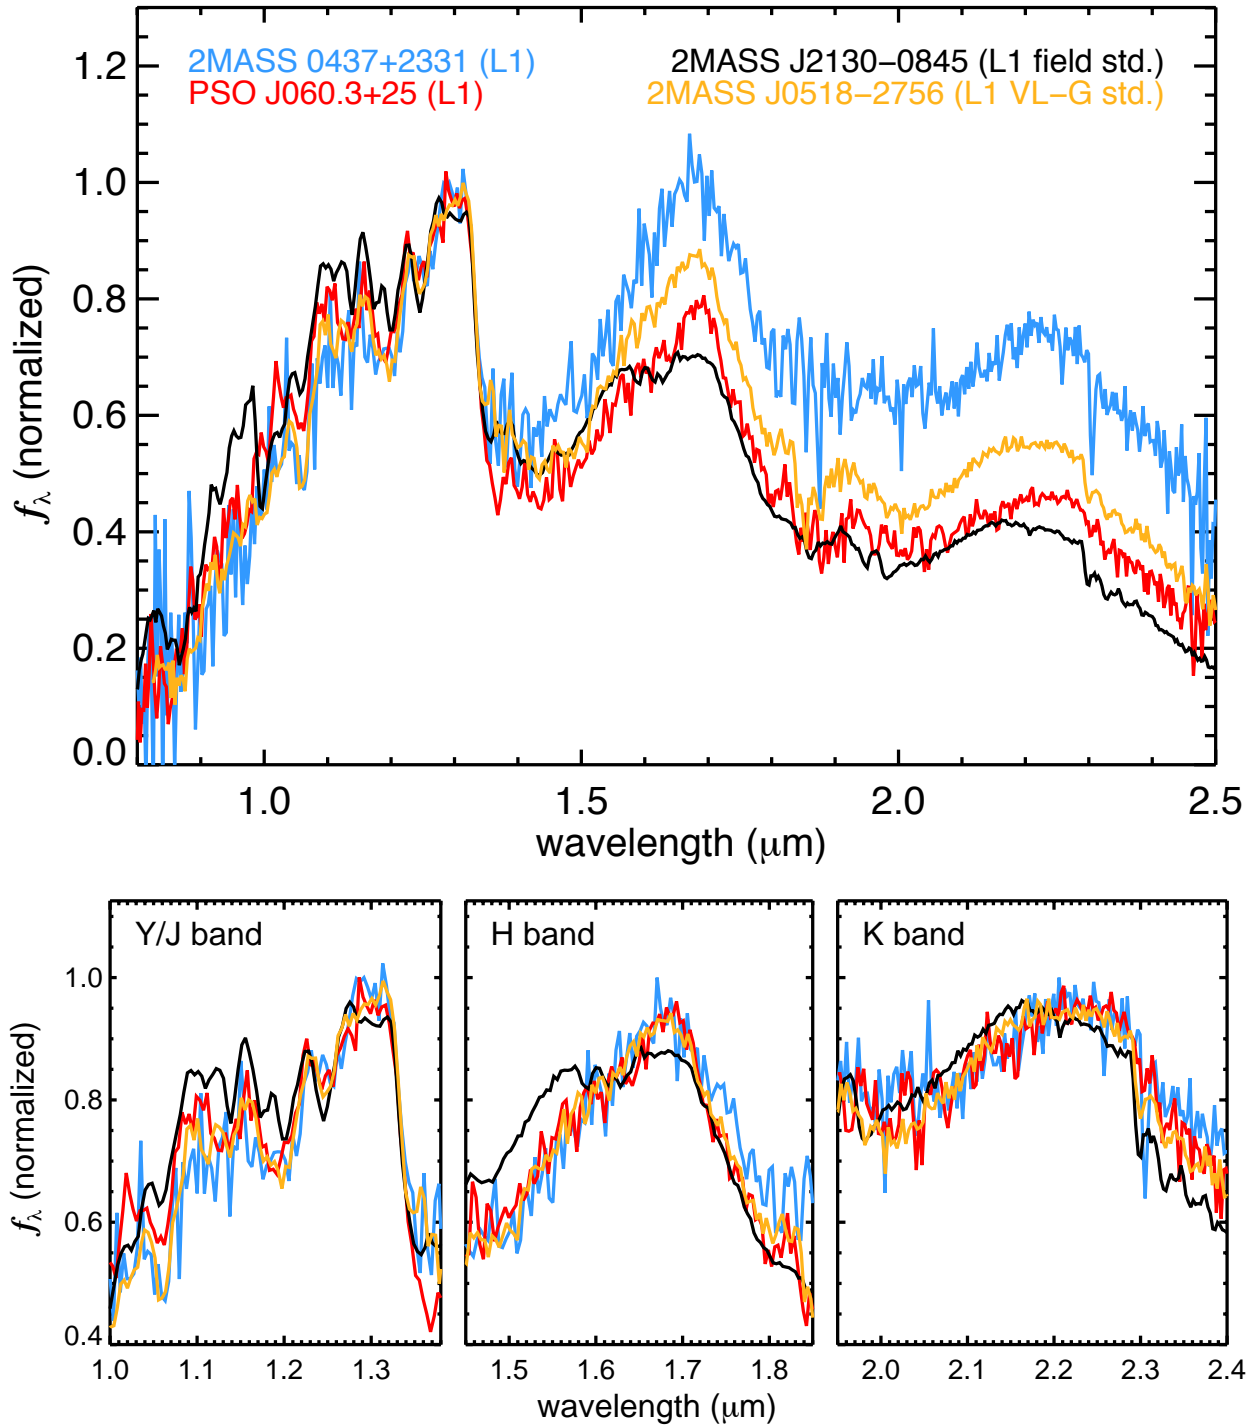 2MASS 0437+2331 (L1)
PSO J060.3+25 (L1)
2MASS J2130−0845 (L1 field std.)
2MASS J0518−2756 (L1 VL−G std.)
1.2
1.0
0.8
0.6
0.4
0.2
0.0
fλ (normalized)
1.0 1.5 2.0 2.5
wavelength (μm)
Y/J band
H band
K band
1.0
0.8
0.6
0.4
fλ (normalized)
1.0 1.1 1.2 1.3
1.5 1.6 1.7 1.8
2.0 2.1 2.2 2.3 2.4
wavelength (μm)